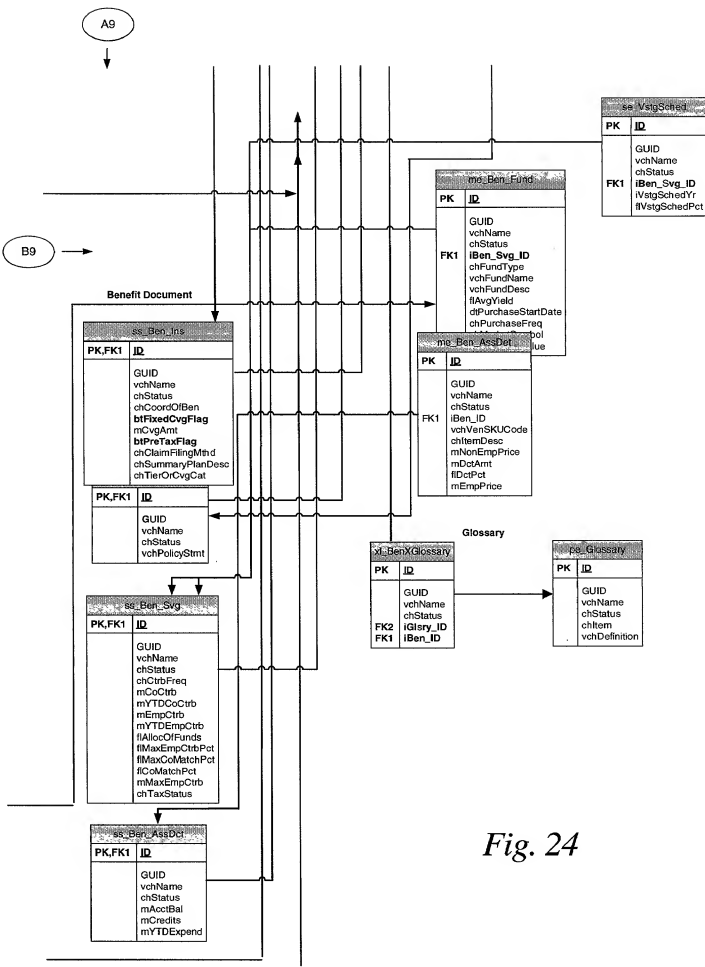 A9
se_VstgSched
PK ID
GUID
vchName
chStatus
FK1 iBen_Svg_ID
iVstgSchedYr
flVstgSchedPct
me_Ben_Fund
PK ID
GUID
vchName
chStatus
FK1 iBen_Svg_ID
chFundType
vchFundName
vchFundDesc
flAvgYield
dtPurchaseStartDate
chPurchaseFreq
B9
Benefit Document
ss_Ben_Ins
PK,FK1 ID
GUID
vchName
chStatus
chCoordOfBen
btFixedCvgFlag
mCvgAmt
btPreTaxFlag
chClaimFilingMthd
chSummaryPlanDesc
chTierOrCvgCat
me_Ben_AssDet
PK ID
GUID
vchName
chStatus
FK1 iBen_ID
vchVenSKUCode
chItemDesc
mNonEmpPrice
mDctAmt
flDctPct
mEmpPrice
PK,FK1 ID
GUID
vchName
chStatus
vchPolicyStmt
Glossary
xl_BenXGlossary
PK ID
GUID
vchName
chStatus
FK2 iGlsry_ID
FK1 iBen_ID
pe_Glossary
PK ID
GUID
vchName
chStatus
chItem
vchDefinition
ss_Ben_Svg
PK,FK1 ID
GUID
vchName
chStatus
chCtrbFreq
mCoCtrb
mYTDCoCtrb
mEmpCtrb
mYTDEmpCtrb
flAllocOfFunds
flMaxEmpCtrbPct
flMaxCoMatchPct
flCoMatchPct
mMaxEmpCtrb
chTaxStatus
ss_Ben_AssDct
PK,FK1 ID
GUID
vchName
chStatus
mAcctBal
mCredits
mYTDExpend
Fig. 24